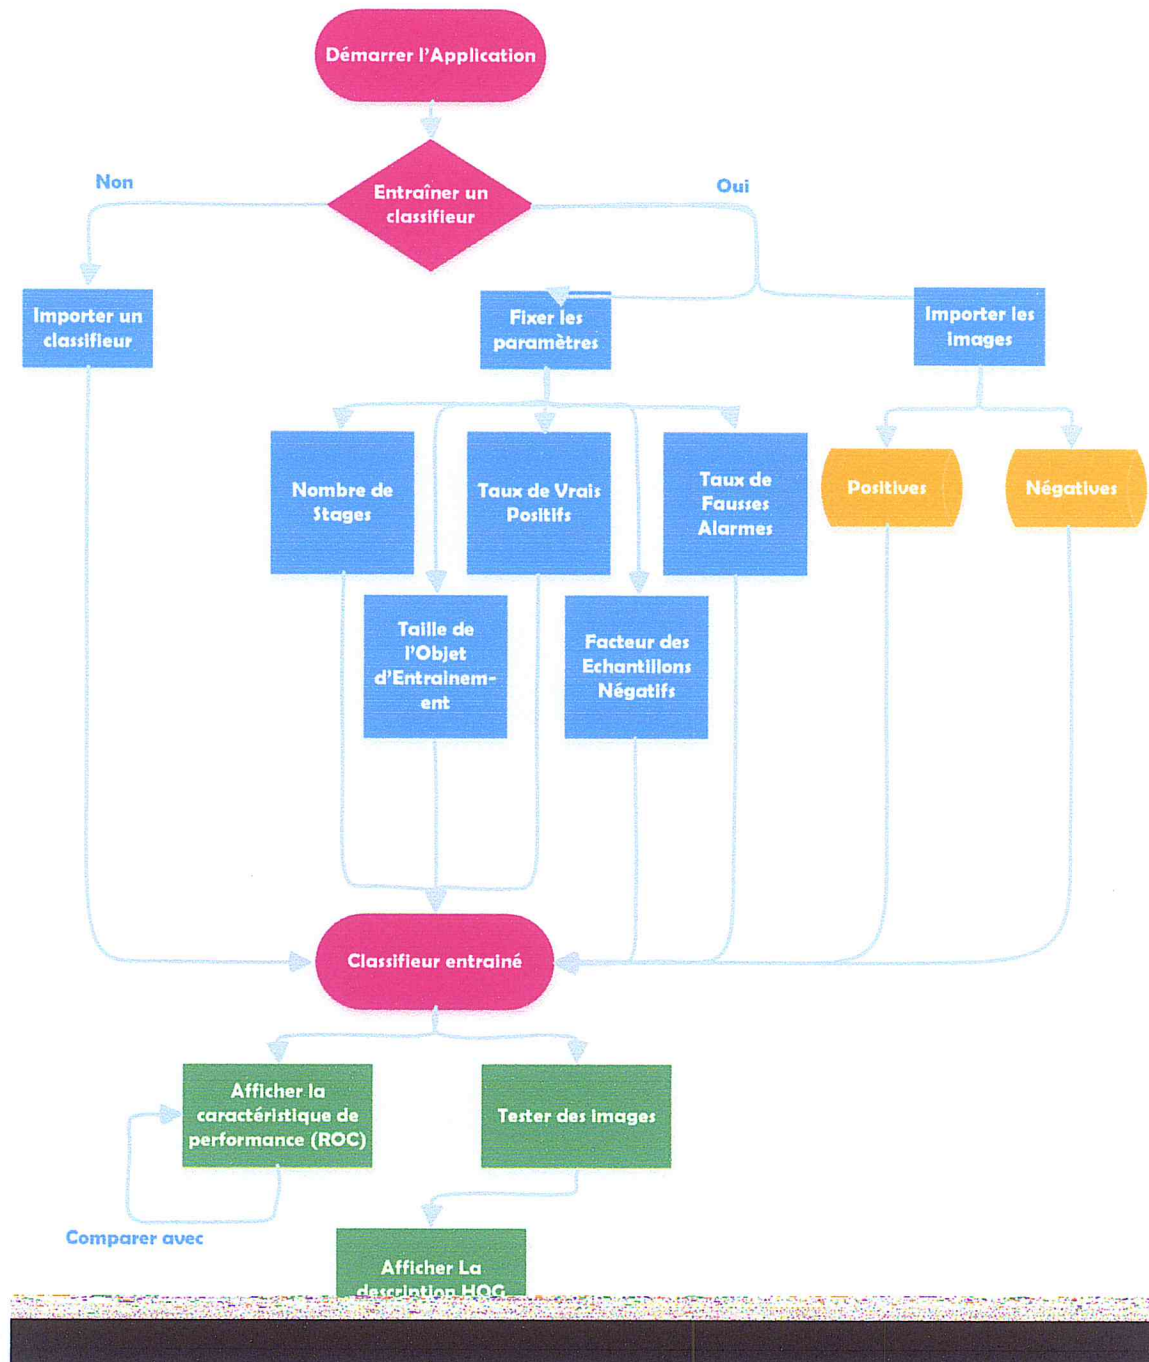 Démarrer l'Application
Non
Entraîner un
classifieur
Oui
Importer un
classifieur
Fixer les
paramètres
Importer les
images
Nombre de
Stages
Taux de Vrais
Positifs
Taux de
Fausses
Alarmes
Positives
Négatives
Taille de
l'Objet
d'Entrainem-
ent
Facteur des
Echantillons
Négatifs
Classifieur entrainé
Afficher la
caractéristique de
performance (ROC)
Tester des images
Comparer avec
Afficher La
description HOG